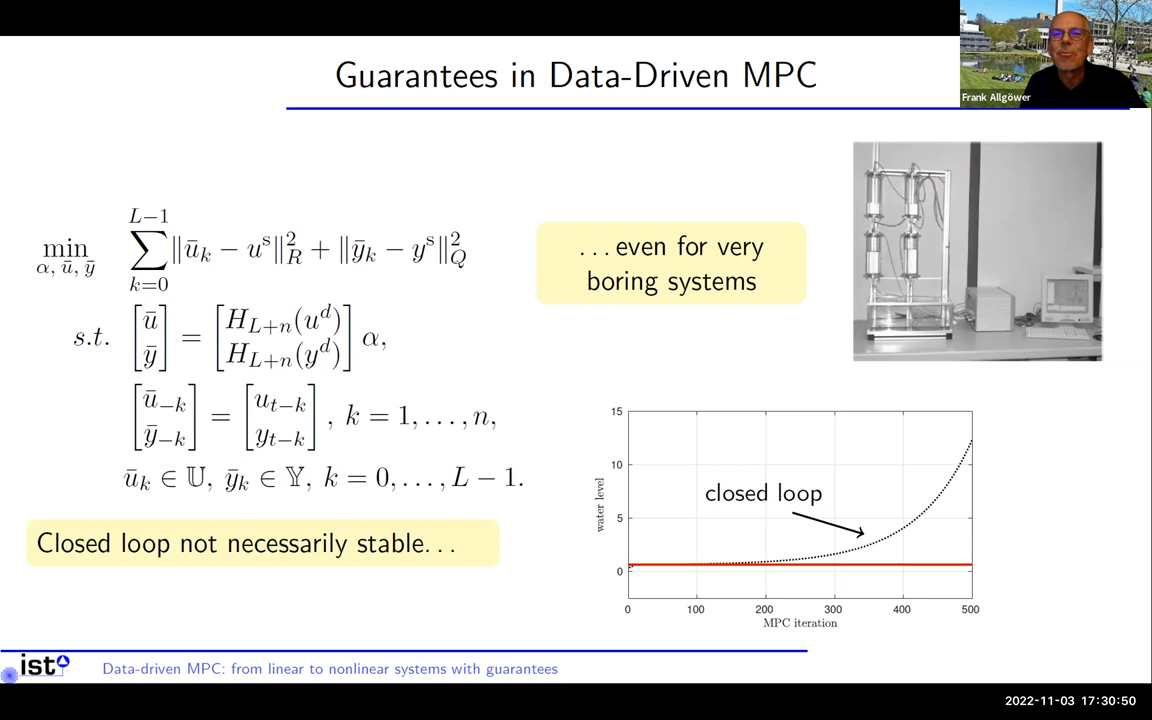 Guarantees in Data-Driven MPC
Frank Allgöwer
min_{α, ū, ȳ} ∑_{k=0}^{L−1} ‖ū_k − u^s‖²_R + ‖ȳ_k − y^s‖²_Q
s.t. [ū; ȳ] = [H_{L+n}(u^d); H_{L+n}(y^d)] α,
[ū_{−k}; ȳ_{−k}] = [u_{t−k}; y_{t−k}], k = 1, . . . , n,
ū_k ∈ 𝕌, ȳ_k ∈ 𝕐, k = 0, . . . , L − 1.
Closed loop not necessarily stable. . .
. . . even for very
boring systems
15
10
5
0
water level
closed loop
0 100 200 300 400 500
MPC iteration
ist
Data-driven MPC: from linear to nonlinear systems with guarantees
2022-11-03 17:30:50